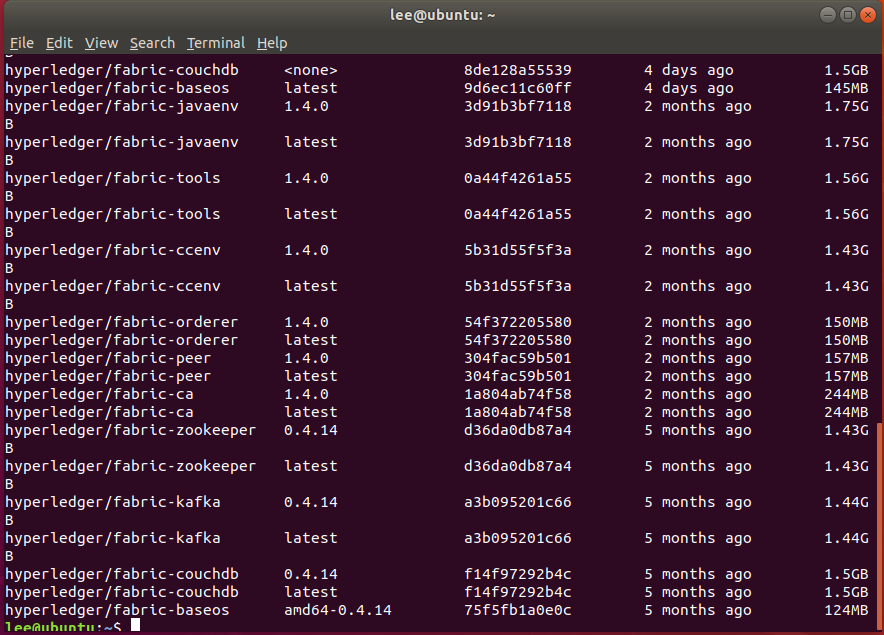 lee@ubuntu: ~
File Edit View Search Terminal Help
B
hyperledger/fabric-couchdb <none> 8de128a55539 4 days ago 1.5GB
hyperledger/fabric-baseos latest 9d6ec11c60ff 4 days ago 145MB
hyperledger/fabric-javaenv 1.4.0 3d91b3bf7118 2 months ago 1.75G
B
hyperledger/fabric-javaenv latest 3d91b3bf7118 2 months ago 1.75G
B
hyperledger/fabric-tools 1.4.0 0a44f4261a55 2 months ago 1.56G
B
hyperledger/fabric-tools latest 0a44f4261a55 2 months ago 1.56G
B
hyperledger/fabric-ccenv 1.4.0 5b31d55f5f3a 2 months ago 1.43G
B
hyperledger/fabric-ccenv latest 5b31d55f5f3a 2 months ago 1.43G
B
hyperledger/fabric-orderer 1.4.0 54f372205580 2 months ago 150MB
hyperledger/fabric-orderer latest 54f372205580 2 months ago 150MB
hyperledger/fabric-peer 1.4.0 304fac59b501 2 months ago 157MB
hyperledger/fabric-peer latest 304fac59b501 2 months ago 157MB
hyperledger/fabric-ca 1.4.0 1a804ab74f58 2 months ago 244MB
hyperledger/fabric-ca latest 1a804ab74f58 2 months ago 244MB
hyperledger/fabric-zookeeper 0.4.14 d36da0db87a4 5 months ago 1.43G
B
hyperledger/fabric-zookeeper latest d36da0db87a4 5 months ago 1.43G
B
hyperledger/fabric-kafka 0.4.14 a3b095201c66 5 months ago 1.44G
B
hyperledger/fabric-kafka latest a3b095201c66 5 months ago 1.44G
B
hyperledger/fabric-couchdb 0.4.14 f14f97292b4c 5 months ago 1.5GB
hyperledger/fabric-couchdb latest f14f97292b4c 5 months ago 1.5GB
hyperledger/fabric-baseos amd64-0.4.14 75f5fb1a0e0c 5 months ago 124MB
lee@ubuntu:~$